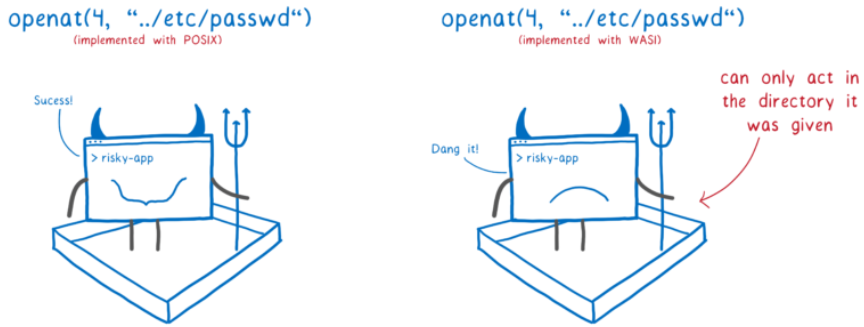 openat(4, “../etc/passwd“)
(implemented with POSIX)
Sucess!
> risky-app
openat(4, “../etc/passwd“)
(implemented with WASI)
can only act in
the directory it
was given
Dang it!
> risky-app